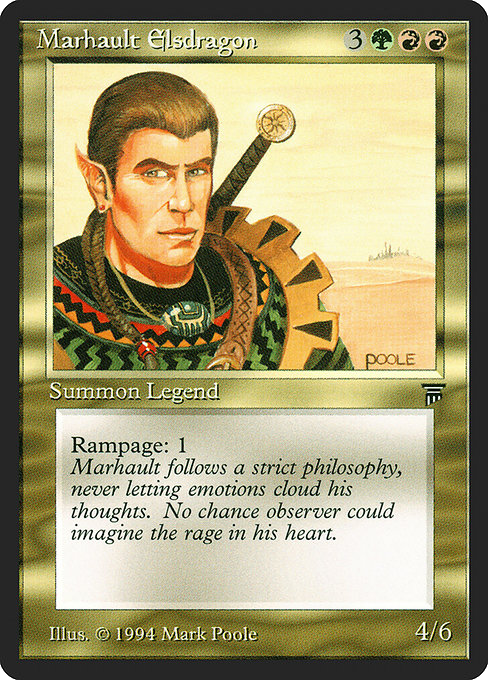 Marhault Elsdragon 3
POOLE
Summon Legend
Rampage: 1
Marhault follows a strict philosophy,
never letting emotions cloud his
thoughts. No chance observer could
imagine the rage in his heart.
Illus. © 1994 Mark Poole 4/6